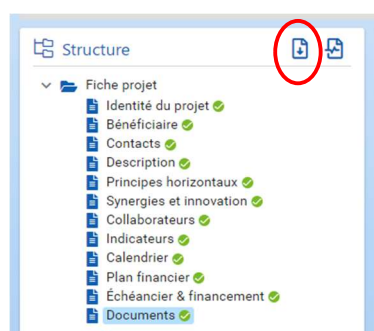 Structure
Fiche projet
Identité du projet
Bénéficiaire
Contacts
Description
Principes horizontaux
Synergies et innovation
Collaborateurs
Indicateurs
Calendrier
Plan financier
Échéancier & financement
Documents